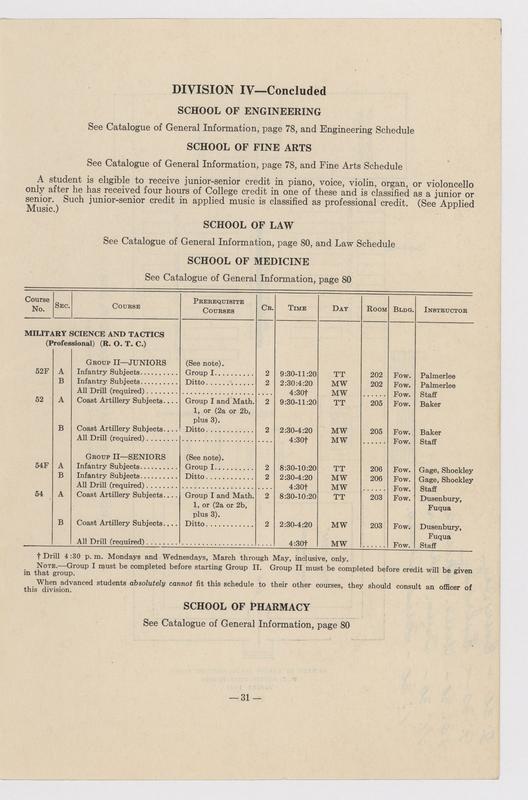 DIVISION IV—Concluded
SCHOOL OF ENGINEERING
See Catalogue of General Information, page 78, and Engineering Schedule
SCHOOL OF FINE ARTS
See Catalogue of General Information, page 78, and Fine Arts Schedule
A student is eligible to receive junior-senior credit in piano, voice, violin, organ, or violoncello
only after he has received four hours of College credit in one of these and is classified as a junior or
senior. Such junior-senior credit in applied music is classified as professional credit. (See Applied
Music.)
SCHOOL OF LAW
See Catalogue of General Information, page 80, and Law Schedule
SCHOOL OF MEDICINE
See Catalogue of General Information, page 80
Course No. Sec. Course Prerequisite Courses Cr. Time Day Room Bldg. Instructor
MILITARY SCIENCE AND TACTICS
(Professional) (R. O. T. C.)
Group II—JUNIORS (See note).
52F A Infantry Subjects.......... Group I.......... 2 9:30-11:20 TT 202 Fow. Palmerlee
B Infantry Subjects.......... Ditto.......... 2 2:30:4:20 MW 202 Fow. Palmerlee
All Drill (required)........ .................. .... 4:30† MW ...... Fow. Staff
52 A Coast Artillery Subjects.... Group I and Math. 2 9:30-11:20 TT 205 Fow. Baker
1, or (2a or 2b,
plus 3).
B Coast Artillery Subjects.... Ditto............ 2 2:30-4:20 MW 205 Fow. Baker
All Drill (required)........ .................. .... 4:30† MW ...... Fow. Staff
Group II—SENIORS (See note).
54F A Infantry Subjects.......... Group I.......... 2 8:30-10:20 TT 206 Fow. Gage, Shockley
B Infantry Subjects.......... Ditto............ 2 2:30-4:20 MW 206 Fow. Gage, Shockley
All Drill (required)........ .................. .... 4:30† MW ...... Fow. Staff
54 A Coast Artillery Subjects.... Group I and Math. 2 8:30-10:20 TT 203 Fow. Dusenbury,
1, or (2a or 2b, Fuqua
plus 3).
B Coast Artillery Subjects.... Ditto............ 2 2:30-4:20 MW 203 Fow. Dusenbury,
Fuqua
All Drill (required)........ .................. .... 4:30† MW ...... Fow. Staff
† Drill 4:30 p. m. Mondays and Wednesdays, March through May, inclusive, only.
Note.—Group I must be completed before starting Group II. Group II must be completed before credit will be given
in that group.
When advanced students absolutely cannot fit this schedule to their other courses, they should consult an officer of
this division.
SCHOOL OF PHARMACY
See Catalogue of General Information, page 80
— 31 —